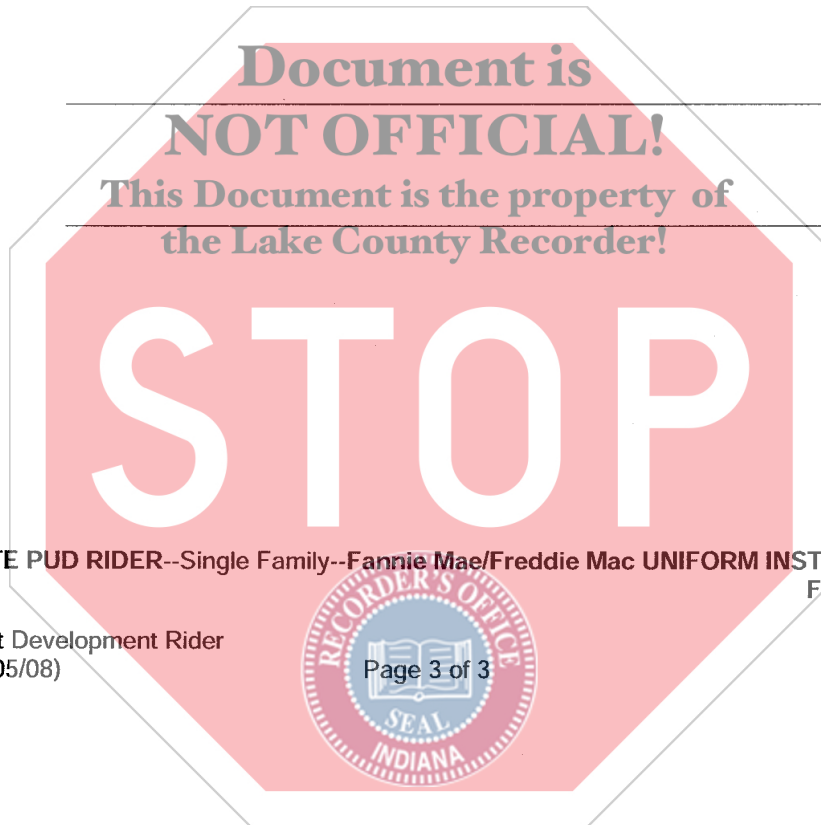 Document is
NOT OFFICIAL!
This Document is the property of
the Lake County Recorder!
STOP
TE PUD RIDER--Single Family--Fannie Mae/Freddie Mac UNIFORM INST
F
t Development Rider
05/08)
Page 3 of 3
RECORDER'S OFFICE
SEAL
INDIANA